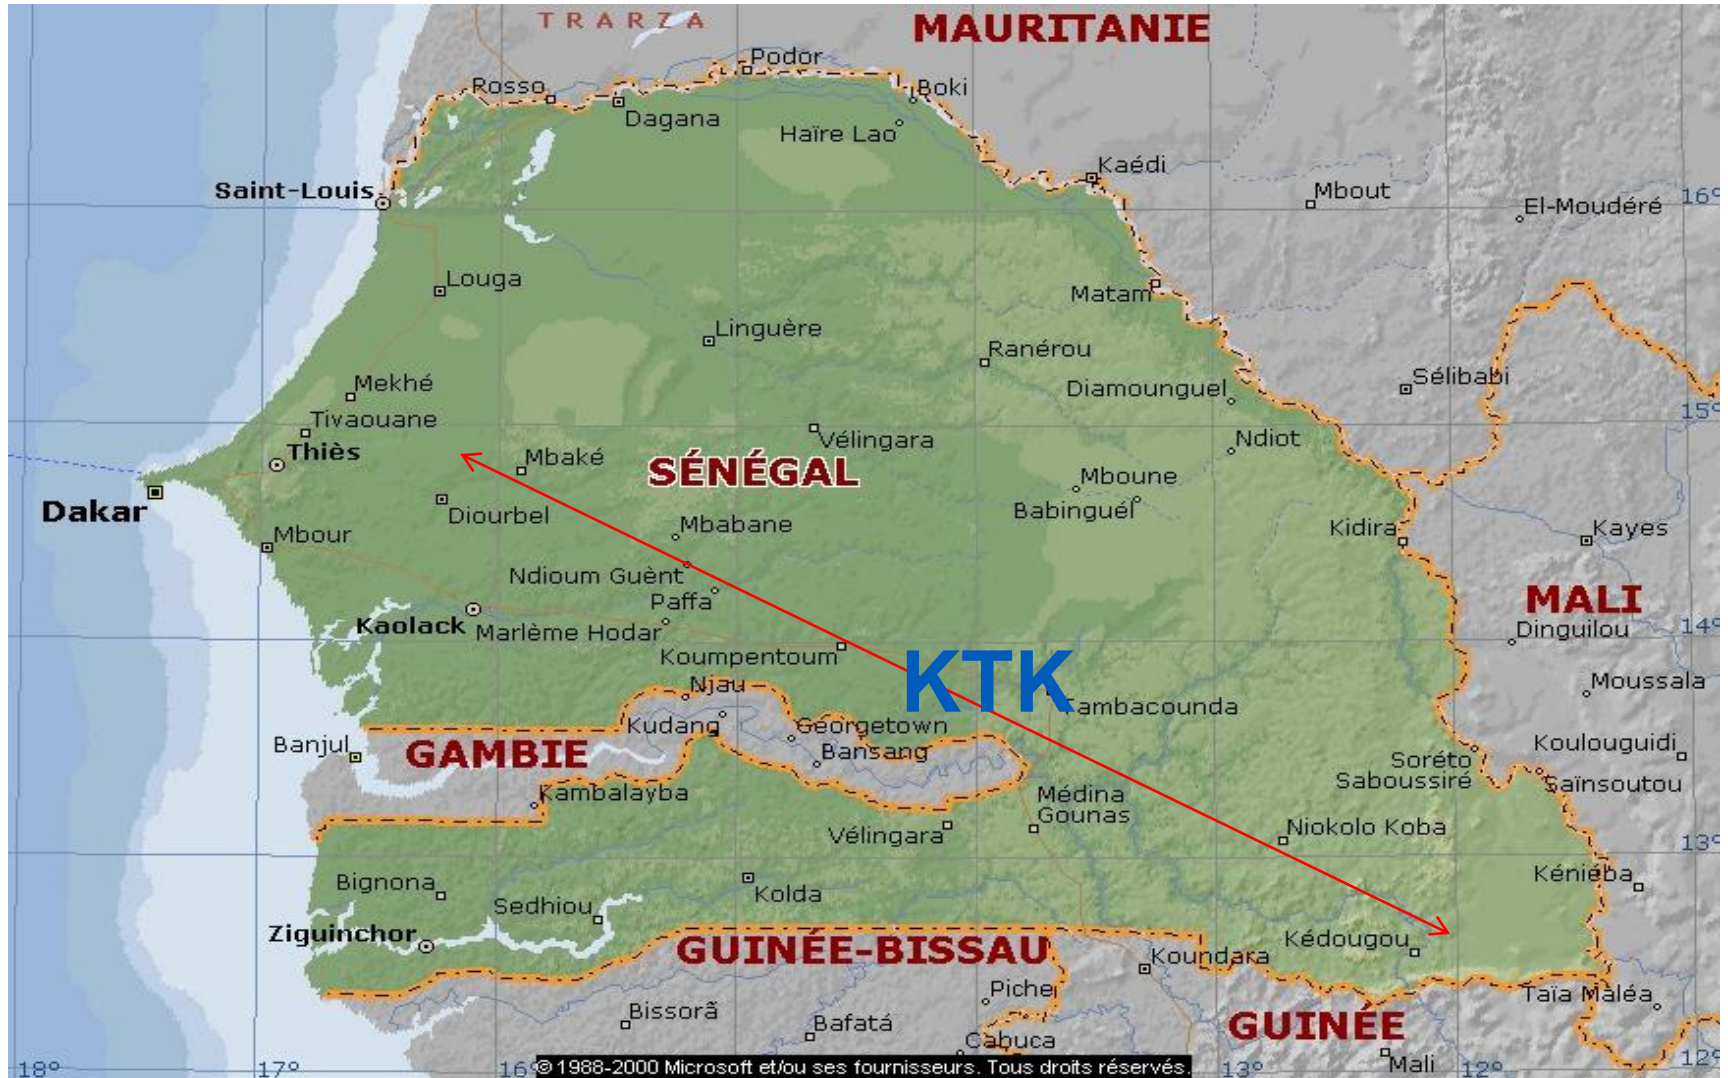 TRARZA
MAURITANIE
Podor
Rosso
Boki
Dagana
Haïre Lao
Kaédi
Saint-Louis
Mbout
16°
El-Moudéré
Louga
Matam
Linguère
Ranérou
Mekhé
Diamounguel
Sélibabi
Tivaouane
15°
Vélingara
Ndiot
Thiès
Mbaké
SÉNÉGAL
Mboune
Dakar
Diourbel
Mbabane
Babinguél
Kidira
Kayes
Mbour
Ndioum Guènt
Paffa
MALI
Kaolack
Marlème Hodar
Dinguilou
14°
Koumpentoum
KTK
Njau
Moussala
Tambacounda
Kudang
Georgetown
Banjul
GAMBIE
Bansang
Koulouguidi
Soréto
Saboussiré
Saïnsoutou
Kambalayba
Médina
Gounas
Vélingara
Niokolo Koba
13°
Kéniéba
Bignona
Kolda
Sedhiou
Ziguinchor
GUINÉE-BISSAU
Kédougou
Koundara
Piche
Taïa Maléa
Bissorã
Bafatá
GUINÉE
Cabuca
Mali
12°
18°
17°
16°
© 1988-2000 Microsoft et/ou ses fournisseurs. Tous droits réservés.
13°
12°